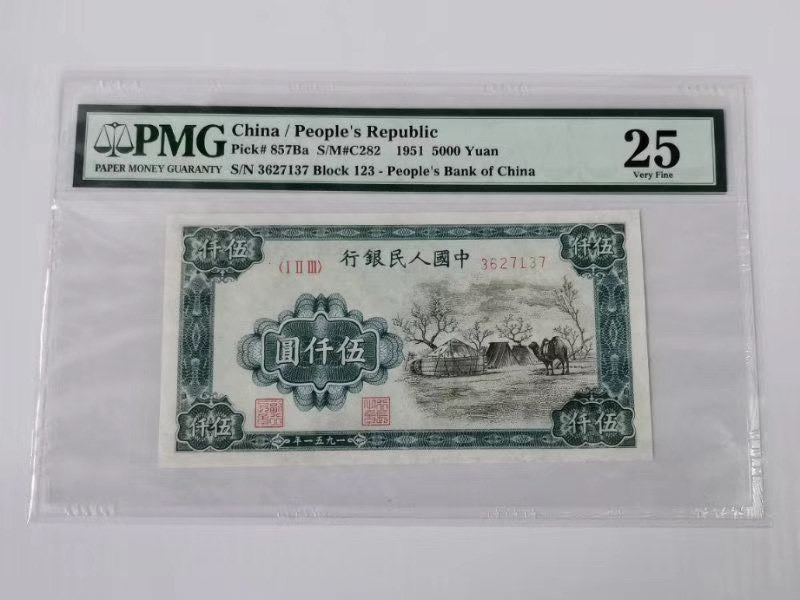 PMG
PAPER MONEY GUARANTY
China / People's Republic
Pick# 857Ba S/M#C282 1951 5000 Yuan
S/N 3627137 Block 123 - People's Bank of China
25
Very Fine
仟伍
仟伍
(I II III)
行銀民人國中
3627137
圓仟伍
仟伍
仟伍
年一五九一